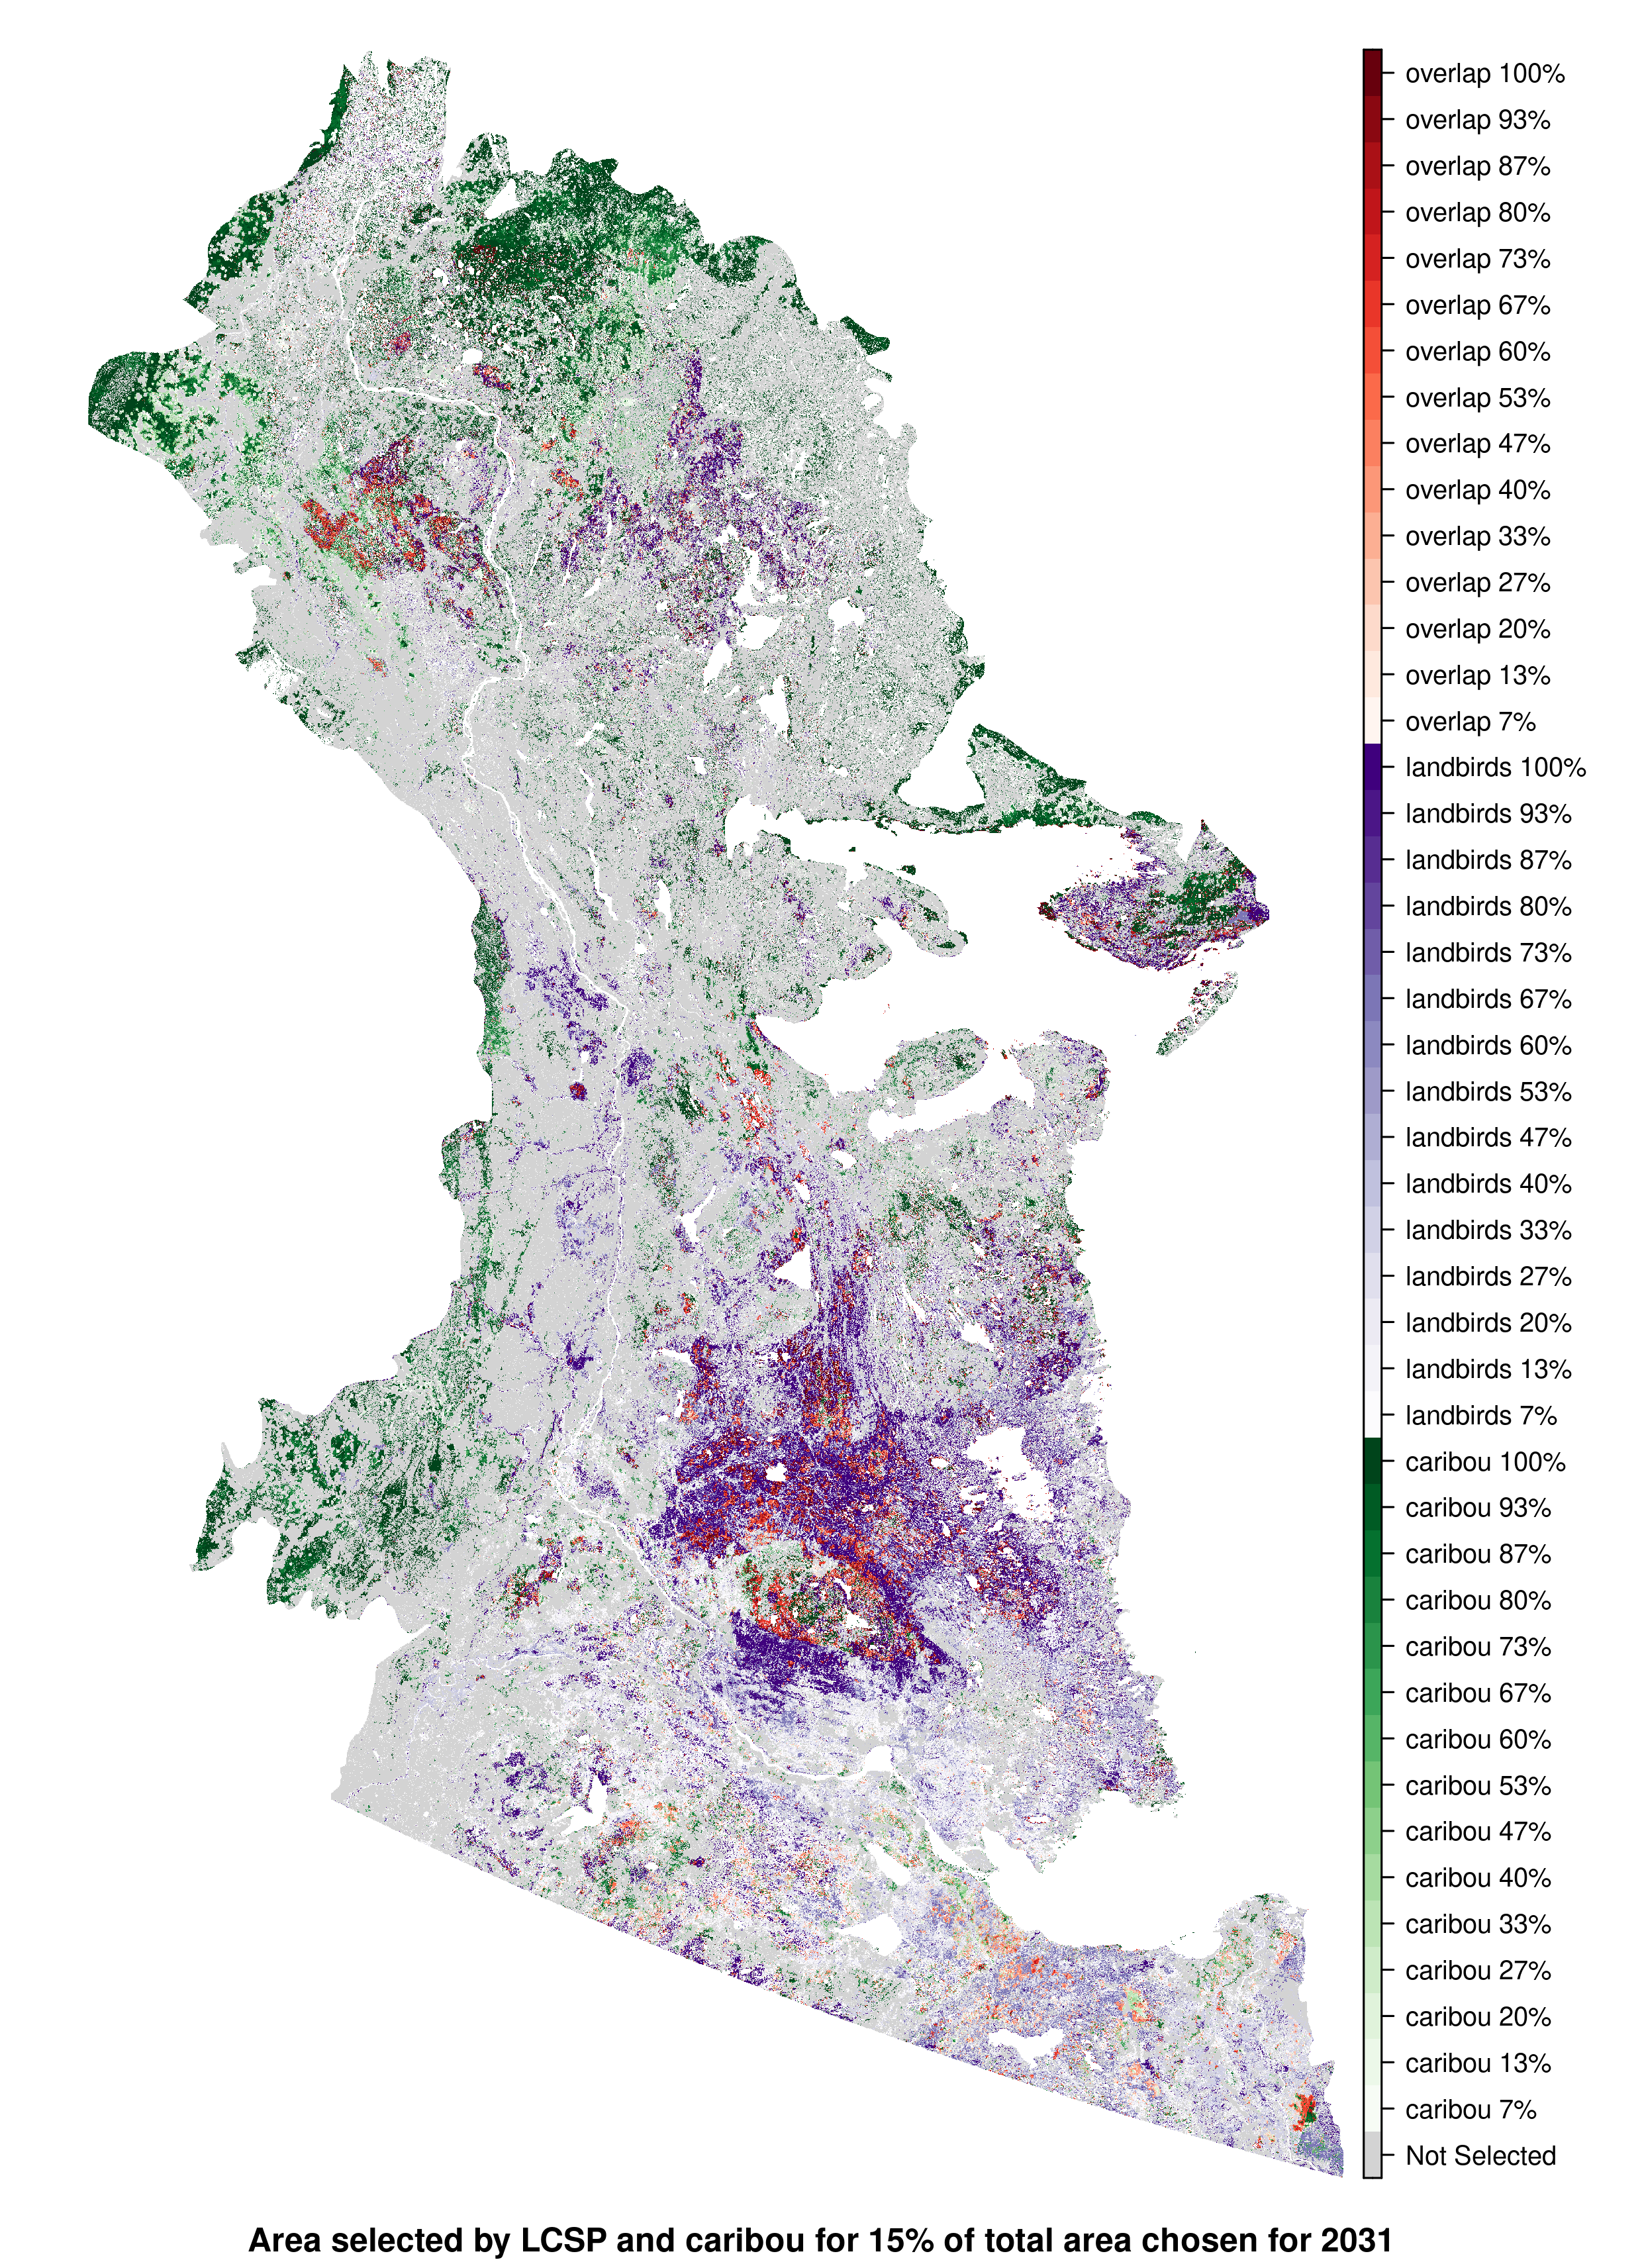 overlap 100%
overlap 93%
overlap 87%
overlap 80%
overlap 73%
overlap 67%
overlap 60%
overlap 53%
overlap 47%
overlap 40%
overlap 33%
overlap 27%
overlap 20%
overlap 13%
overlap 7%
landbirds 100%
landbirds 93%
landbirds 87%
landbirds 80%
landbirds 73%
landbirds 67%
landbirds 60%
landbirds 53%
landbirds 47%
landbirds 40%
landbirds 33%
landbirds 27%
landbirds 20%
landbirds 13%
landbirds 7%
caribou 100%
caribou 93%
caribou 87%
caribou 80%
caribou 73%
caribou 67%
caribou 60%
caribou 53%
caribou 47%
caribou 40%
caribou 33%
caribou 27%
caribou 20%
caribou 13%
caribou 7%
Not Selected
Area selected by LCSP and caribou for 15% of total area chosen for 2031